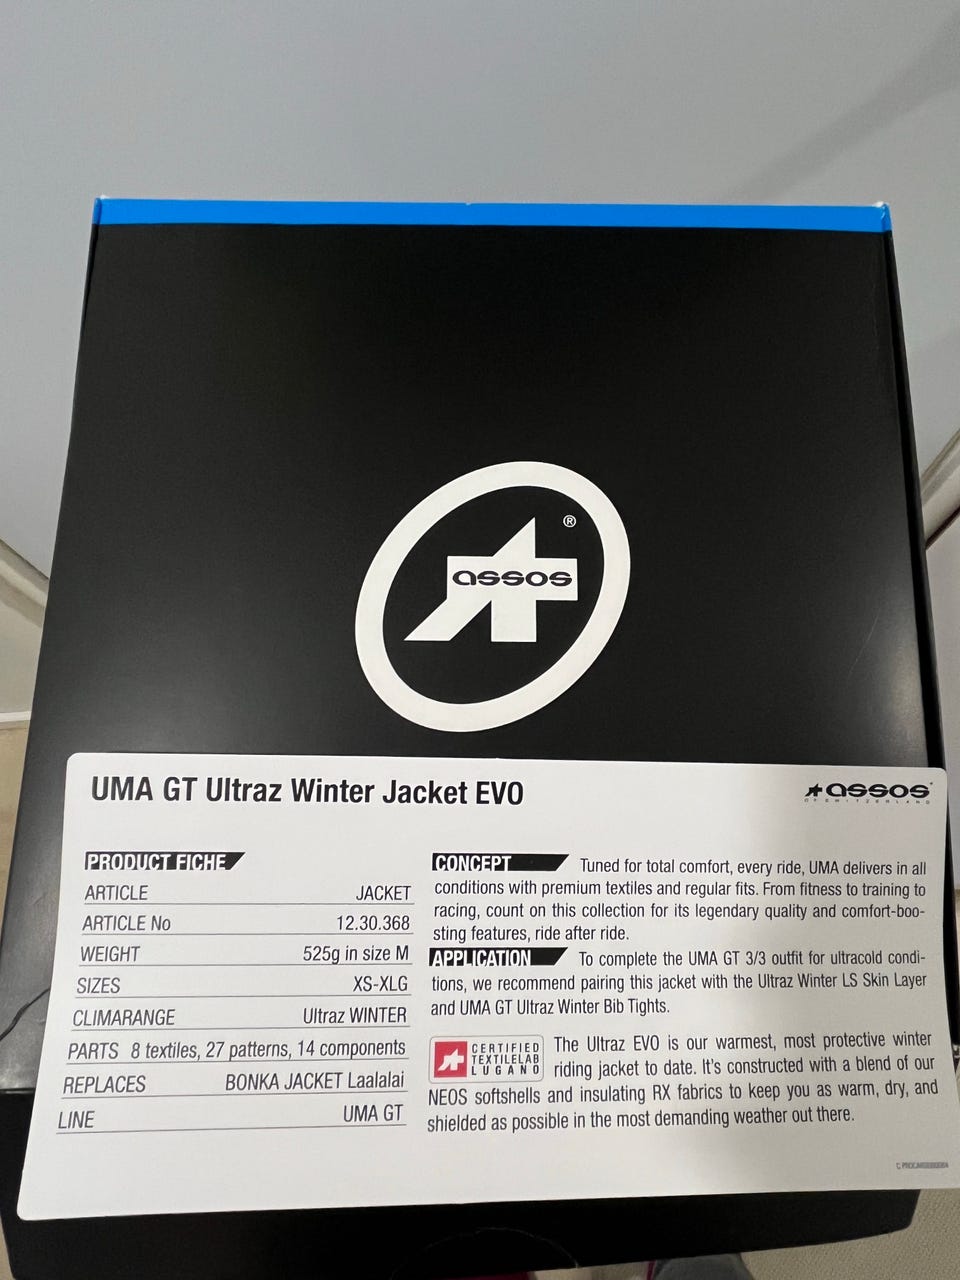 assos ®
UMA GT Ultraz Winter Jacket EVO
assos
OF SWITZERLAND
PRODUCT FICHE
ARTICLE JACKET
ARTICLE No 12.30.368
WEIGHT 525g in size M
SIZES XS-XLG
CLIMARANGE Ultraz WINTER
PARTS 8 textiles, 27 patterns, 14 components
REPLACES BONKA JACKET Laalalai
LINE UMA GT
CONCEPT Tuned for total comfort, every ride, UMA delivers in all
conditions with premium textiles and regular fits. From fitness to training to
racing, count on this collection for its legendary quality and comfort-boo-
sting features, ride after ride.
APPLICATION To complete the UMA GT 3/3 outfit for ultracold condi-
tions, we recommend pairing this jacket with the Ultraz Winter LS Skin Layer
and UMA GT Ultraz Winter Bib Tights.
CERTIFIED
TEXTILELAB
LUGANO
The Ultraz EVO is our warmest, most protective winter
riding jacket to date. It's constructed with a blend of our
NEOS softshells and insulating RX fabrics to keep you as warm, dry, and
shielded as possible in the most demanding weather out there.